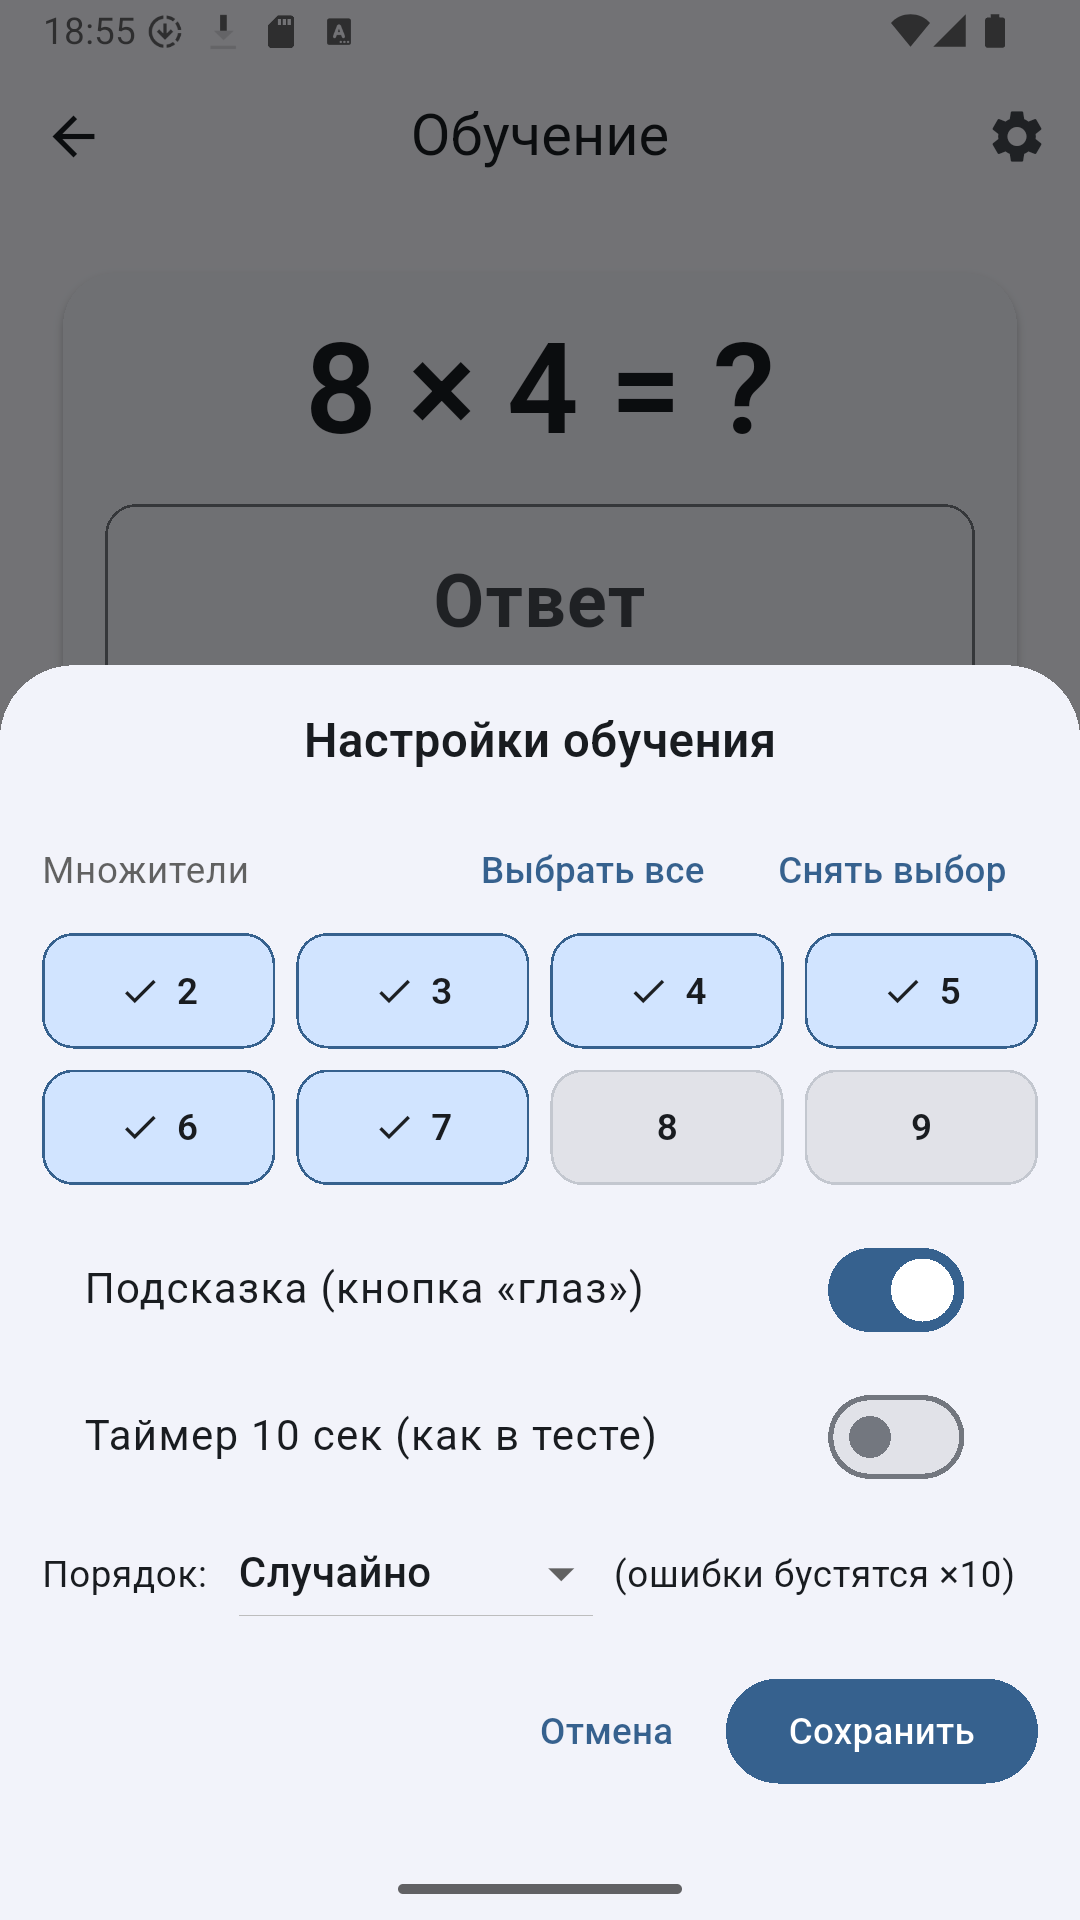 18:55
Обучение
8 × 4 = ?
Ответ
Настройки обучения
Множители Выбрать все Снять выбор
2 3 4 5
6 7 8 9
Подсказка (кнопка «глаз»)
Таймер 10 сек (как в тесте)
Порядок: Случайно (ошибки бустятся ×10)
Отмена Сохранить